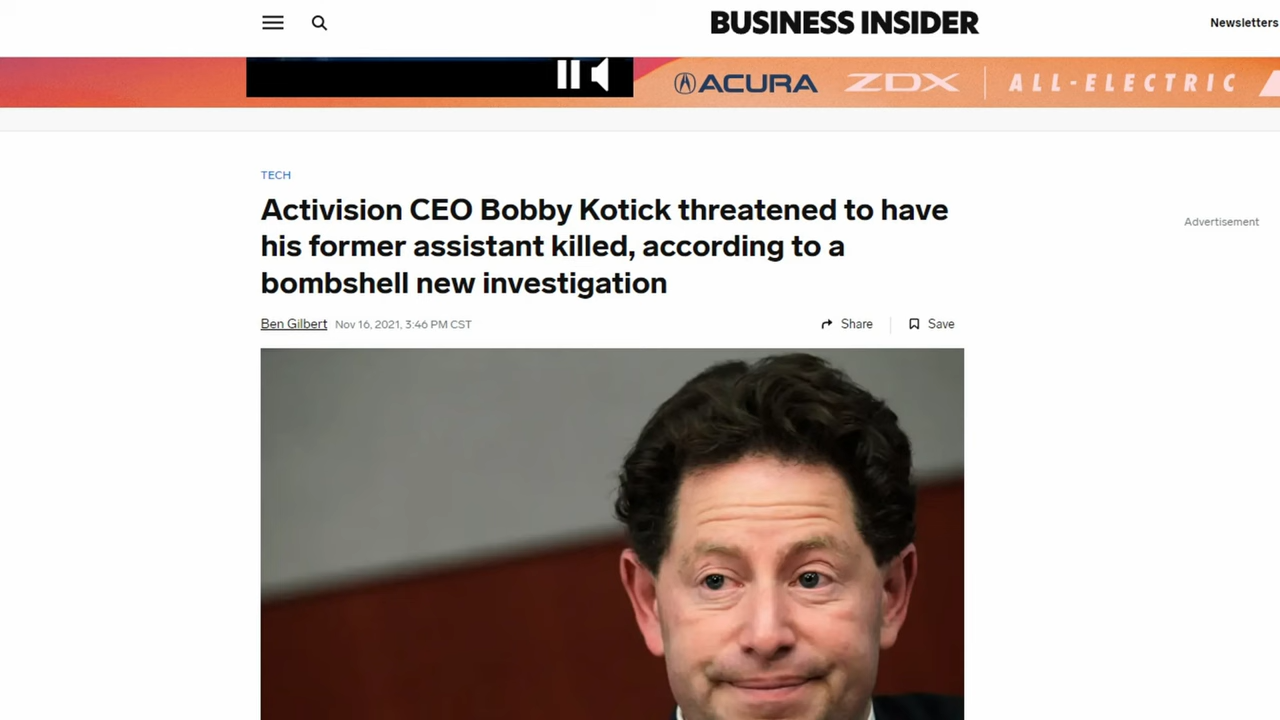 BUSINESS INSIDER
Newsletters
ACURA ZDX ALL-ELECTRIC
TECH
Activision CEO Bobby Kotick threatened to have
his former assistant killed, according to a
bombshell new investigation
Advertisement
Ben Gilbert Nov 16, 2021, 3:46 PM CST Share Save